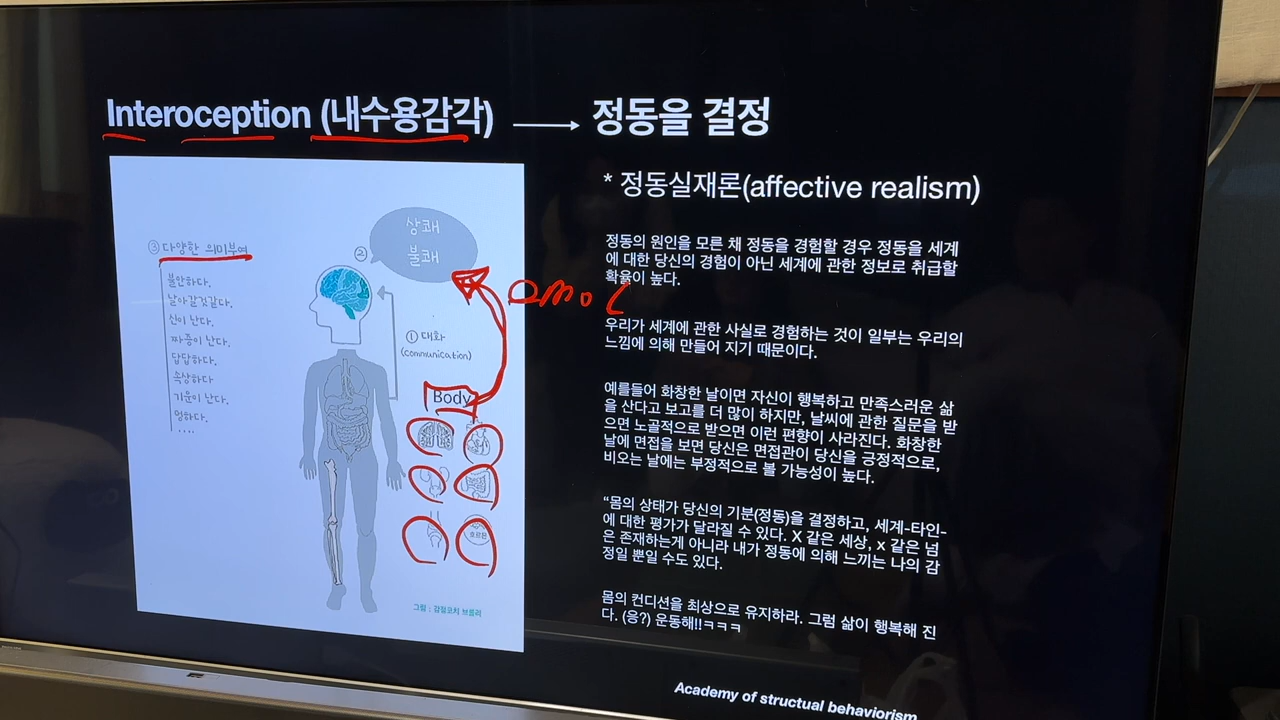 Interoception (내수용감각) → 정동을 결정
* 정동실재론(affective realism)
③ 다양한 의미부여
불안하다.
날아갈것같다.
신이 난다.
짜증이 난다.
답답하다.
속상하다
기운이 난다.
멍하다.
....
②
상쾌
불쾌
① 대화
(communication)
Body
호르몬
그림 : 감정코치 브룰렉
정동의 원인을 모른 채 정동을 경험할 경우 정동을 세계
에 대한 당신의 경험이 아닌 세계에 관한 정보로 취급할
확율이 높다.
우리가 세계에 관한 사실로 경험하는 것이 일부는 우리의
느낌에 의해 만들어 지기 때문이다.
예를들어 화창한 날이면 자신이 행복하고 만족스러운 삶
을 산다고 보고를 더 많이 하지만, 날씨에 관한 질문을 받
으면 노골적으로 받으면 이런 편향이 사라진다. 화창한
날에 면접을 보면 당신은 면접관이 당신을 긍정적으로,
비오는 날에는 부정적으로 볼 가능성이 높다.
“몸의 상태가 당신의 기분(정동)을 결정하고, 세계-타인-
에 대한 평가가 달라질 수 있다. X 같은 세상, x 같은 넘
은 존재하는게 아니라 내가 정동에 의해 느끼는 나의 감
정일 뿐일 수도 있다.
몸의 컨디션을 최상으로 유지하라. 그럼 삶이 행복해 진
다. (응?) 운동해!!ㅋㅋㅋ
Academy of structual behaviorism